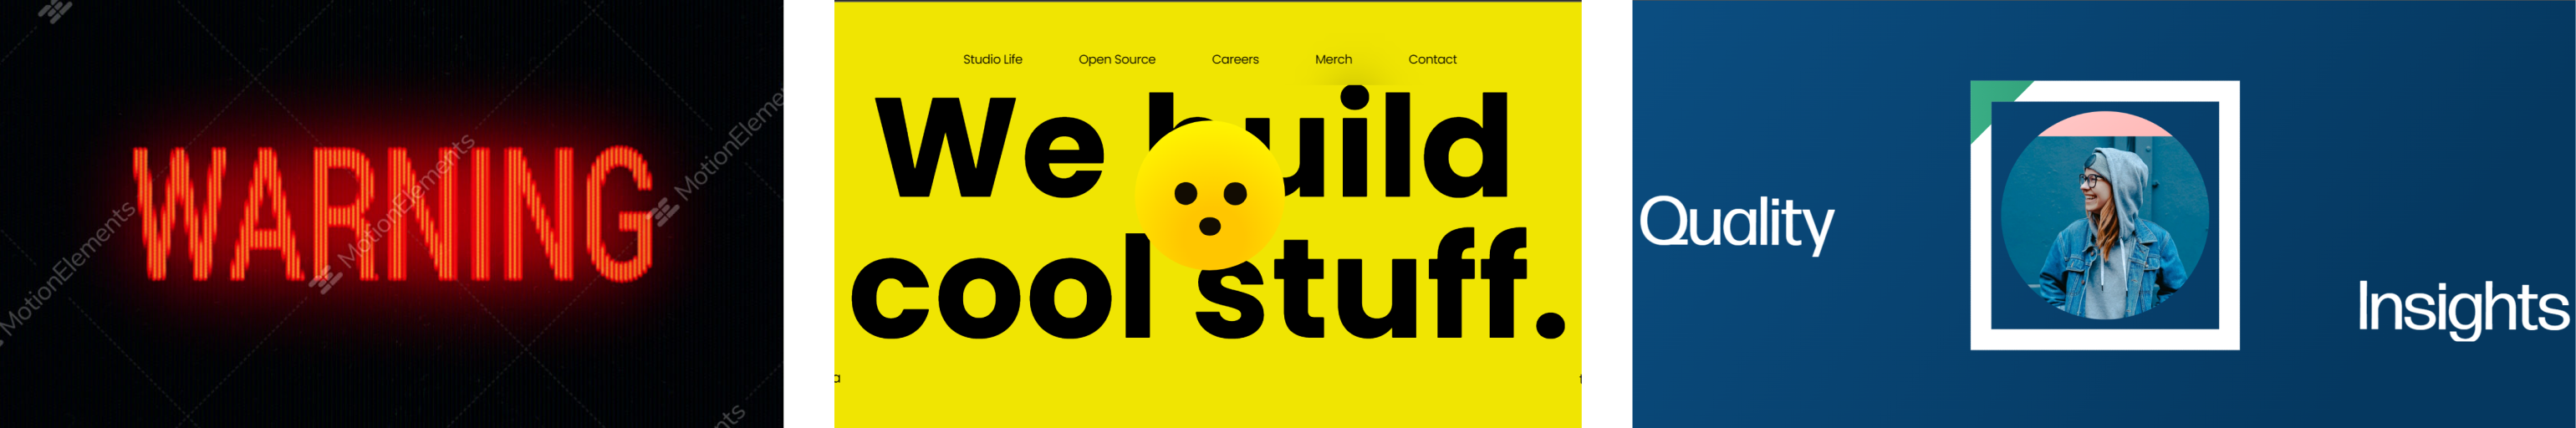 WARNING
MotionElements
MotionElements
MotionElements
Studio Life Open Source Careers Merch Contact
We build
cool stuff.
Quality
Insights